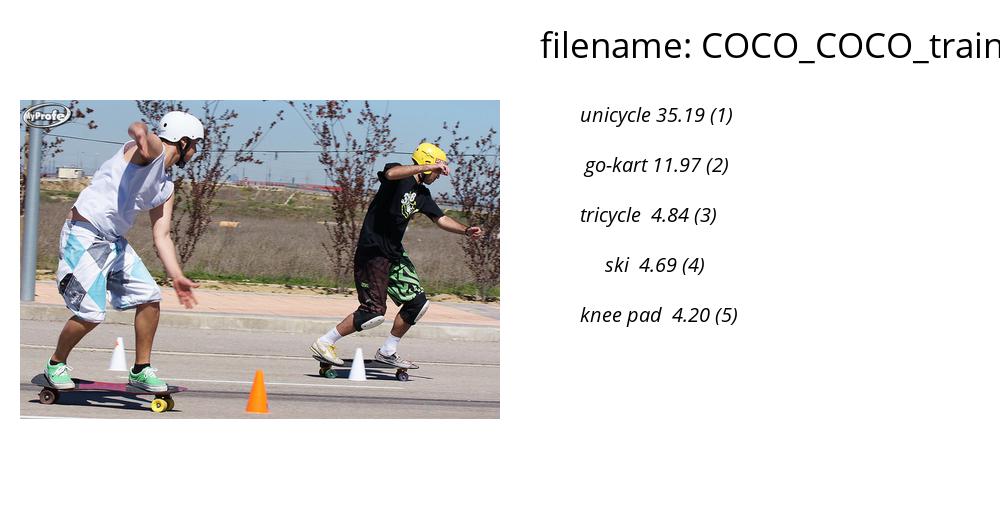 filename: COCO_COCO_train
MyProfe
unicycle 35.19 (1)
go-kart 11.97 (2)
tricycle 4.84 (3)
ski 4.69 (4)
knee pad 4.20 (5)